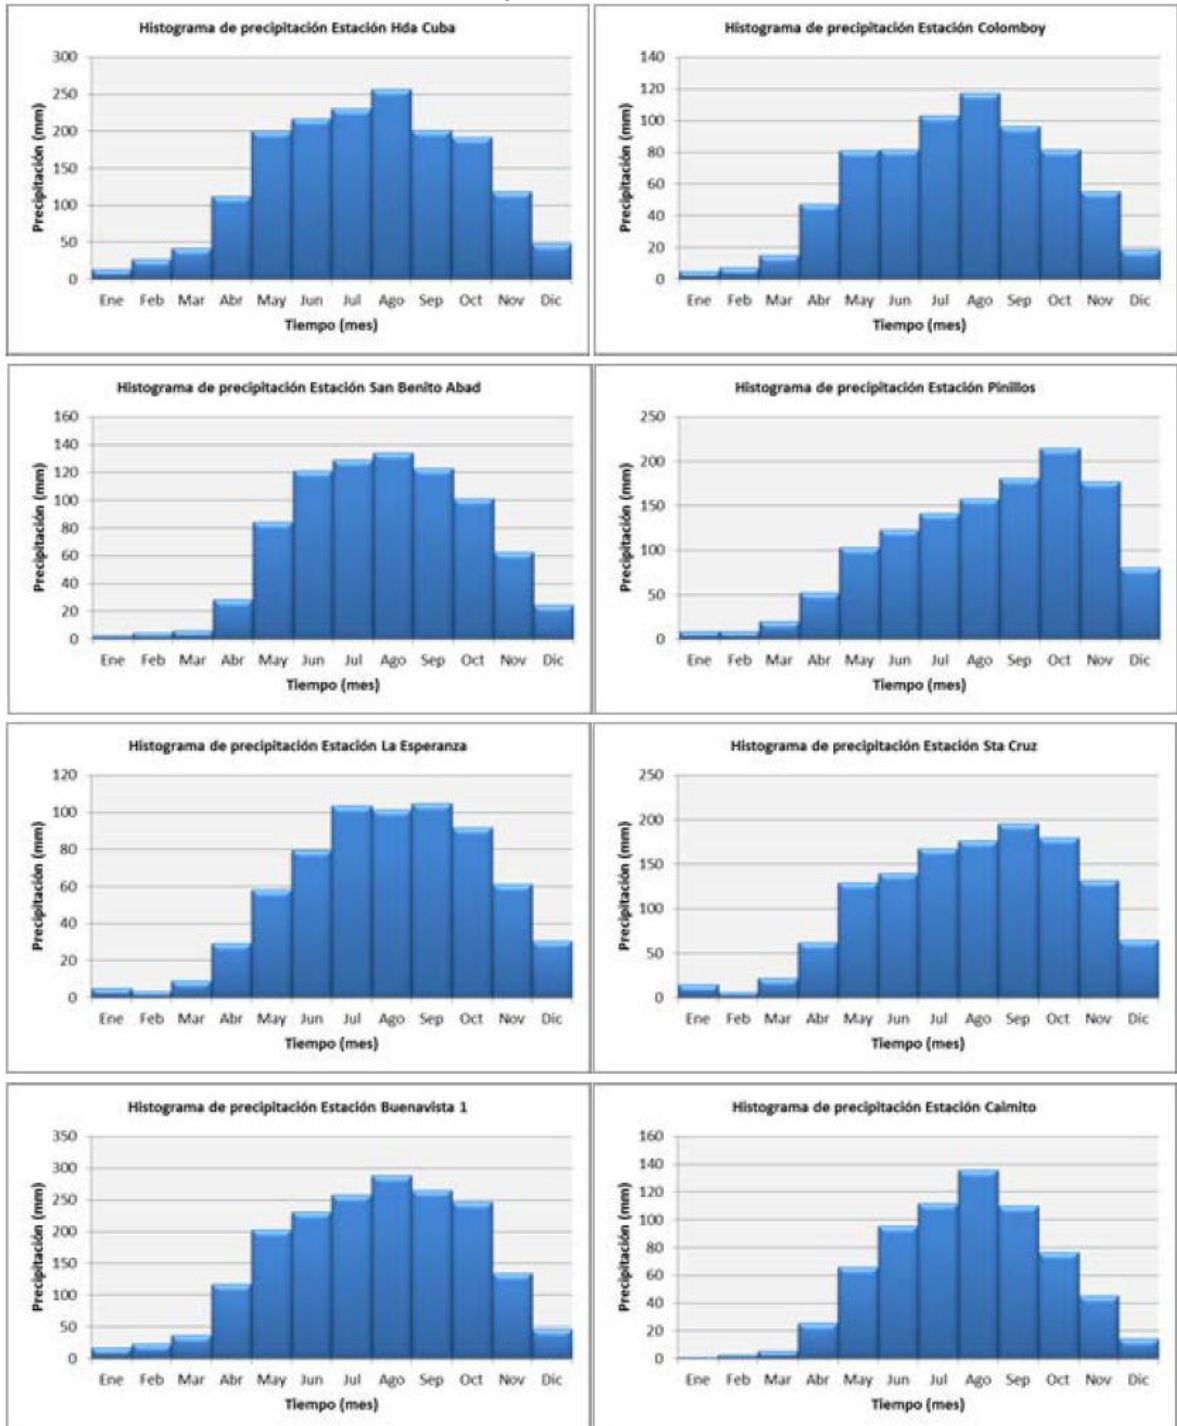 Histograma de precipitación Estación Hda Cuba
Precipitación (mm)
300
250
200
150
100
50
0
Ene Feb Mar Abr May Jun Jul Ago Sep Oct Nov Dic
Tiempo (mes)
Histograma de precipitación Estación Colomboy
Precipitación (mm)
140
120
100
80
60
40
20
0
Ene Feb Mar Abr May Jun Jul Ago Sep Oct Nov Dic
Tiempo (mes)
Histograma de precipitación Estación San Benito Abad
Precipitación (mm)
160
140
120
100
80
60
40
20
0
Ene Feb Mar Abr May Jun Jul Ago Sep Oct Nov Dic
Tiempo (mes)
Histograma de precipitación Estación Pinillos
Precipitación (mm)
250
200
150
100
50
0
Ene Feb Mar Abr May Jun Jul Ago Sep Oct Nov Dic
Tiempo (mes)
Histograma de precipitación Estación La Esperanza
Precipitación (mm)
120
100
80
60
40
20
0
Ene Feb Mar Abr May Jun Jul Ago Sep Oct Nov Dic
Tiempo (mes)
Histograma de precipitación Estación Sta Cruz
Precipitación (mm)
250
200
150
100
50
0
Ene Feb Mar Abr May Jun Jul Ago Sep Oct Nov Dic
Tiempo (mes)
Histograma de precipitación Estación Buenavista 1
Precipitación (mm)
350
300
250
200
150
100
50
0
Ene Feb Mar Abr May Jun Jul Ago Sep Oct Nov Dic
Tiempo (mes)
Histograma de precipitación Estación Caimito
Precipitación (mm)
160
140
120
100
80
60
40
20
0
Ene Feb Mar Abr May Jun Jul Ago Sep Oct Nov Dic
Tiempo (mes)